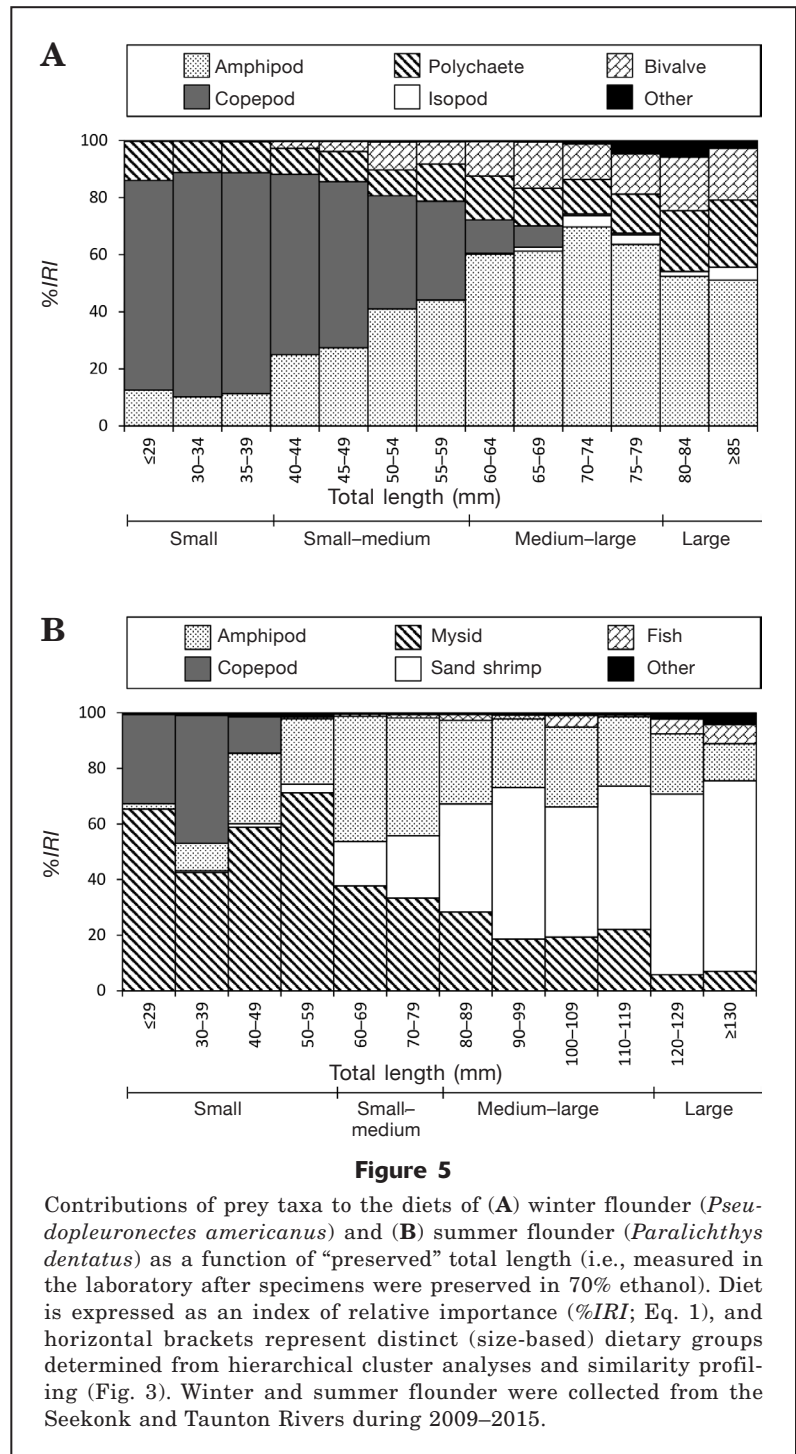 A
Amphipod Polychaete Bivalve
Copepod Isopod Other
100
80
60
40
20
0
%IRI
≤29 30–34 35–39 40–44 45–49 50–54 55–59 60–64 65–69 70–74 75–79 80–84 ≥85
Total length (mm)
Small Small–medium Medium–large Large
B
Amphipod Mysid Fish
Copepod Sand shrimp Other
100
80
60
40
20
0
%IRI
≤29 30–39 40–49 50–59 60–69 70–79 80–89 90–99 100–109 110–119 120–129 ≥130
Total length (mm)
Small Small– Medium–large Large
medium
Figure 5
Contributions of prey taxa to the diets of (A) winter flounder (Pseu-
dopleuronectes americanus) and (B) summer flounder (Paralichthys
dentatus) as a function of “preserved” total length (i.e., measured in
the laboratory after specimens were preserved in 70% ethanol). Diet
is expressed as an index of relative importance (%IRI; Eq. 1), and
horizontal brackets represent distinct (size-based) dietary groups
determined from hierarchical cluster analyses and similarity profil-
ing (Fig. 3). Winter and summer flounder were collected from the
Seekonk and Taunton Rivers during 2009–2015.